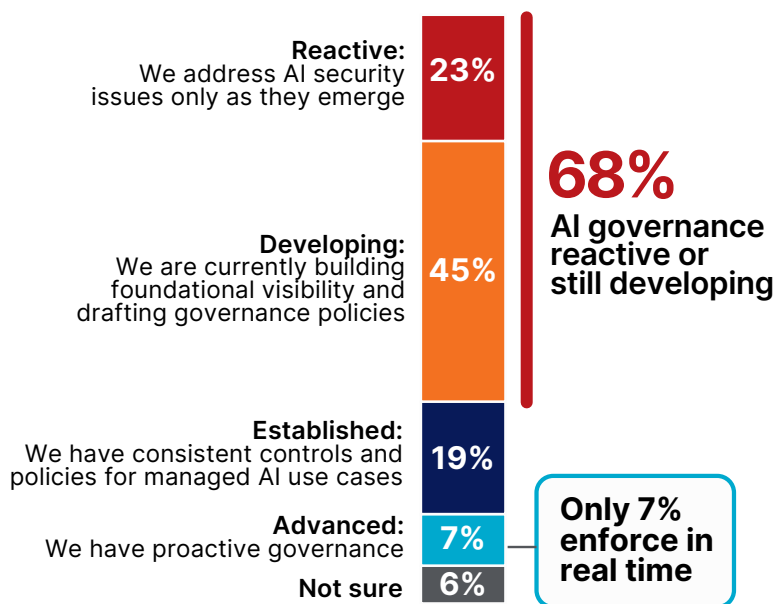 Reactive:
We address AI security
issues only as they emerge
23%
68%
AI governance
reactive or
still developing
Developing:
We are currently building
foundational visibility and
drafting governance policies
45%
Established:
We have consistent controls and
policies for managed AI use cases
19%
Advanced:
We have proactive governance
7%
Only 7%
enforce in
real time
Not sure
6%